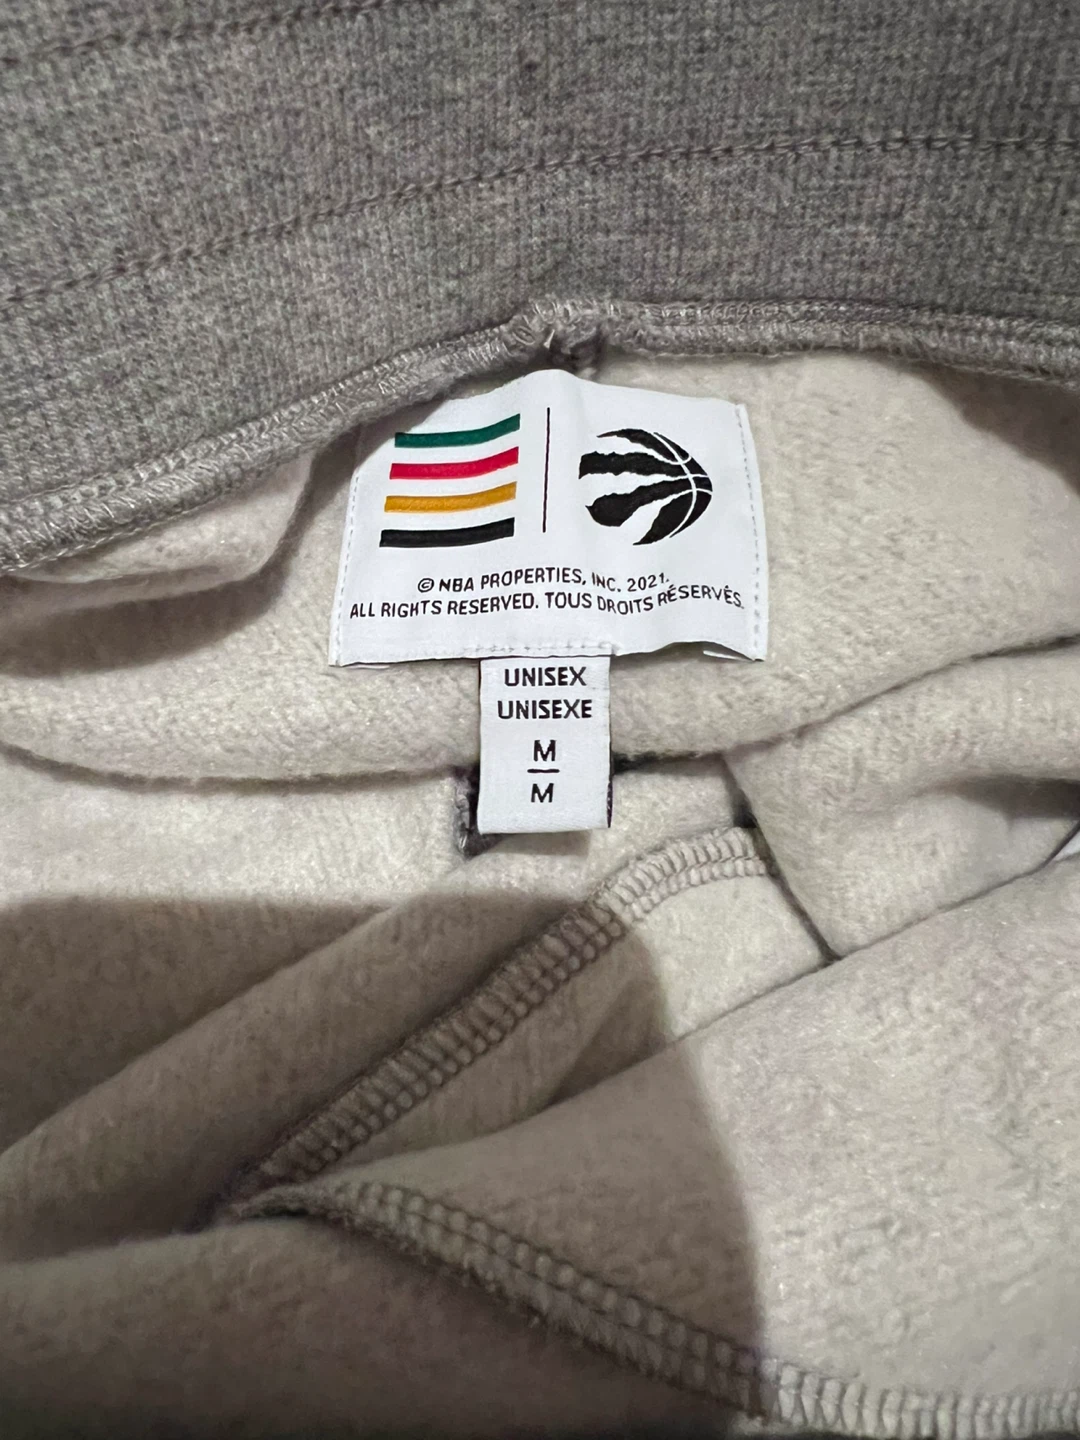 © NBA PROPERTIES, INC. 2021.
ALL RIGHTS RESERVED. TOUS DROITS RÉSERVÉS.
UNISEX
UNISEXE
M
M